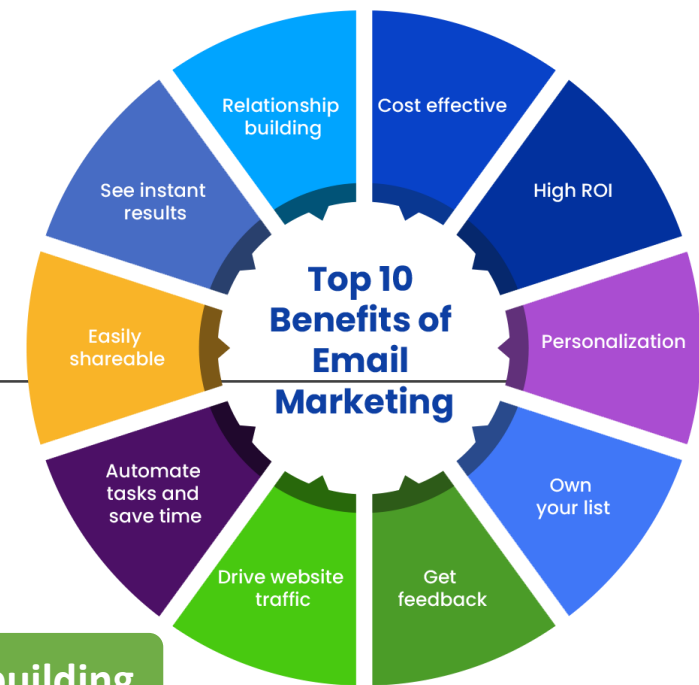 Relationship
building
Cost effective
See instant
results
High ROI
Top 10
Benefits of
Email
Marketing
Easily
shareable
Personalization
Automate
tasks and
save time
Own
your list
Drive website
traffic
Get
feedback
building